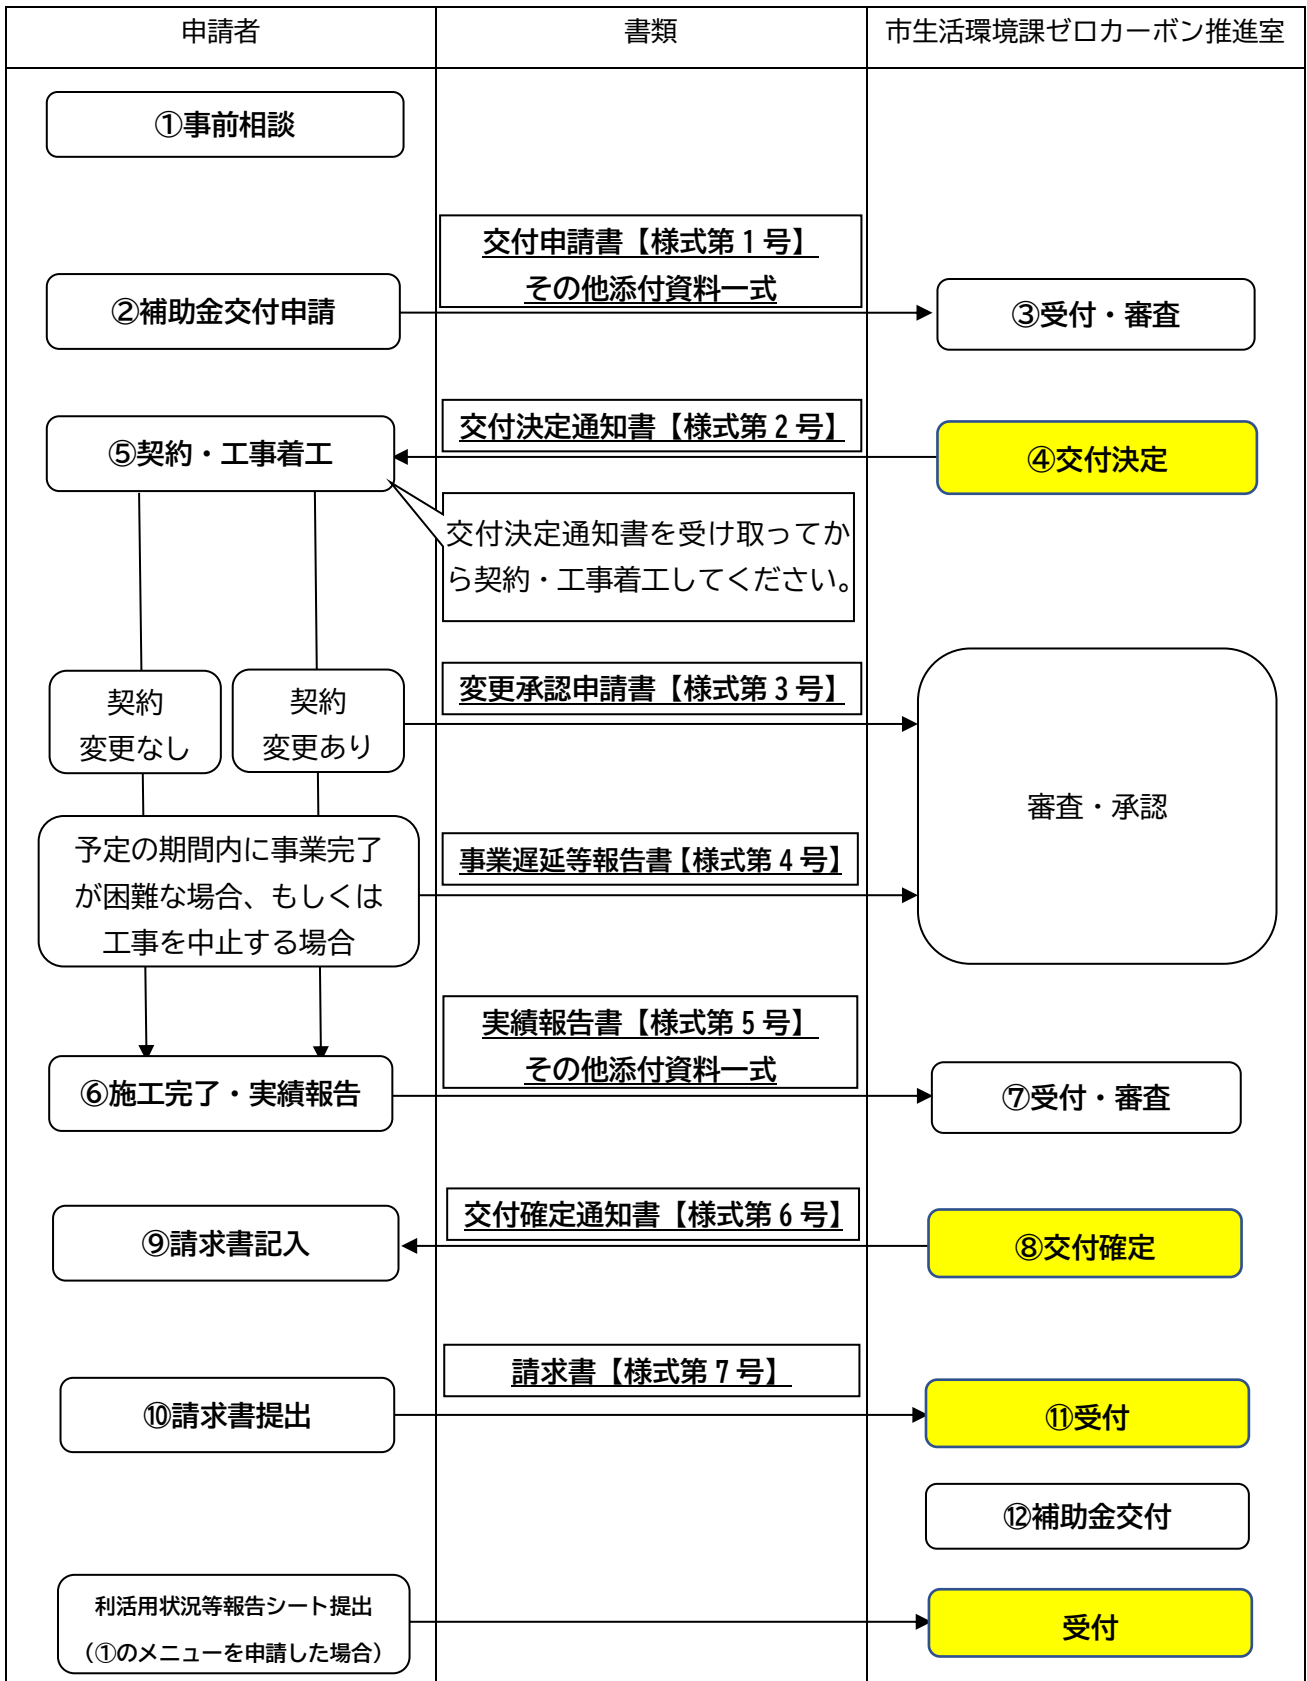 申請者
書類
市生活環境課ゼロカーボン推進室
①事前相談
交付申請書【様式第1号】
その他添付資料一式
②補助金交付申請
③受付・審査
交付決定通知書【様式第2号】
⑤契約・工事着工
④交付決定
交付決定通知書を受け取ってか
ら契約・工事着工してください。
契約
変更なし
契約
変更あり
変更承認申請書【様式第3号】
審査・承認
予定の期間内に事業完了
が困難な場合、もしくは
工事を中止する場合
事業遅延等報告書【様式第4号】
実績報告書【様式第5号】
その他添付資料一式
⑥施工完了・実績報告
⑦受付・審査
交付確定通知書【様式第6号】
⑨請求書記入
⑧交付確定
請求書【様式第7号】
⑩請求書提出
⑪受付
⑫補助金交付
利活用状況等報告シート提出
（①のメニューを申請した場合）
受付